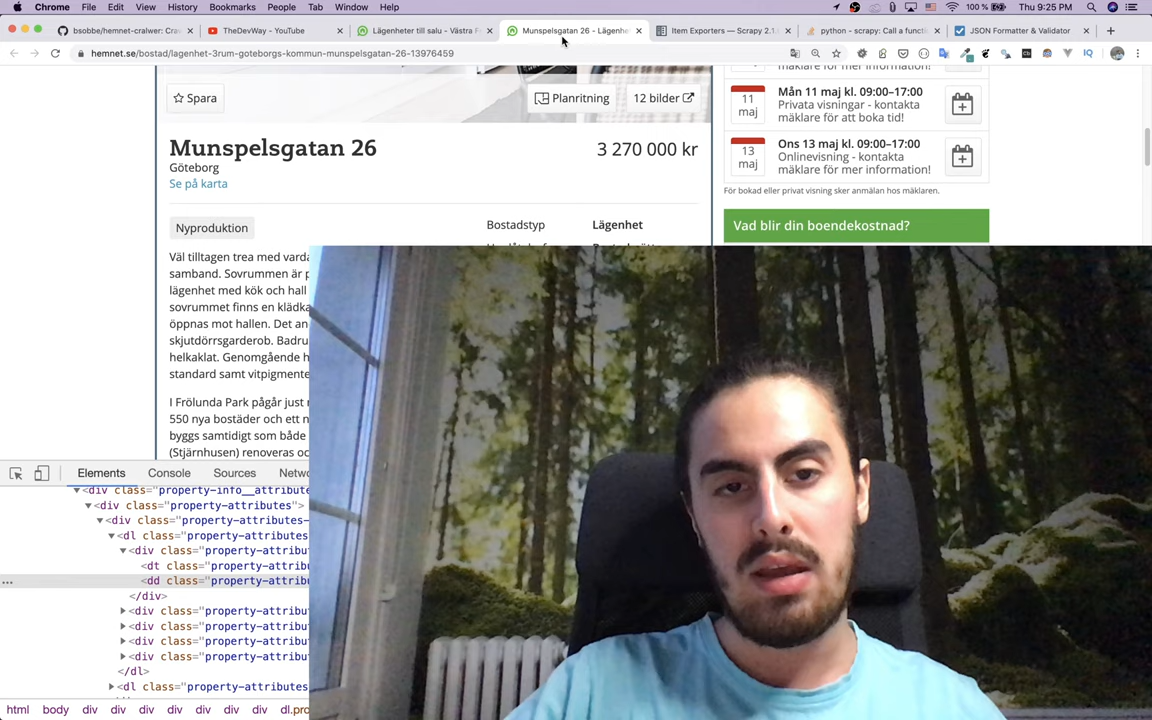 Chrome File Edit View History Bookmarks People Tab Window Help 100 % Thu 9:25 PM
bsobbe/hemnet-cralwer: Cra TheDevWay - YouTube Lägenheter till salu - Västra F Munspelsgatan 26 - Lägenhe Item Exporters — Scrapy 2.1. python - scrapy: Call a functi JSON Formatter & Validator
hemnet.se/bostad/lagenhet-3rum-goteborgs-kommun-munspelsgatan-26-13976459
mäklare för mer information!
Spara
Planritning
12 bilder
11
maj
Mån 11 maj kl. 09:00–17:00
Privata visningar - kontakta
mäklare för att boka tid!
Munspelsgatan 26
3 270 000 kr
Göteborg
Se på karta
13
maj
Ons 13 maj kl. 09:00–17:00
Onlinevisning - kontakta
mäklare för mer information!
För bokad eller privat visning sker anmälan hos mäklaren.
Nyproduktion
Bostadstyp
Lägenhet
Vad blir din boendekostnad?
Väl tilltagen trea med varda
samband. Sovrummen är p
lägenhet med kök och hall
sovrummet finns en klädka
öppnas mot hallen. Det an
skjutdörrsgarderob. Badru
helkaklat. Genomgående h
standard samt vitpigmente
I Frölunda Park pågår just n
550 nya bostäder och ett n
byggs samtidigt som både
(Stjärnhusen) renoveras oc
Elements Console Sources Netw
<div class="property-info__attribute
<div class="property-attributes">
<div class="property-attributes-
<dl class="property-attribut
<div class="property-attrib
<dt class="property-attrib
<dd class="property-attribu
</div>
<div class="property-attrib
<div class="property-attrib
<div class="property-attrib
<div class="property-attrib
</dl>
<dl class="property-attribut
html body div div div div div dl.pro